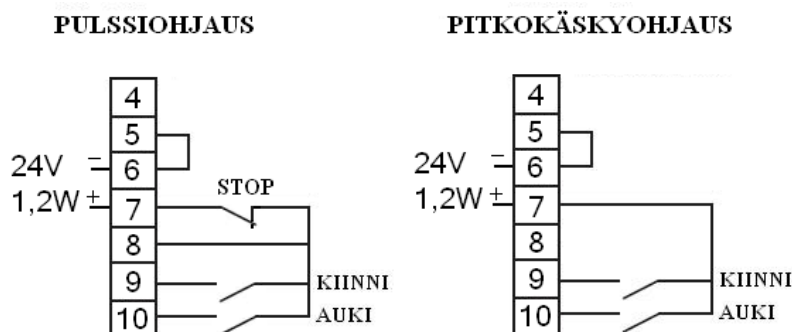 PULSSIOHJAUS
4
5
24V − 6
1,2W + 7 STOP
8
9 KIINNI
10 AUKI
PITKOKÄSKYOHJAUS
4
5
24V − 6
1,2W + 7
8
9 KIINNI
10 AUKI